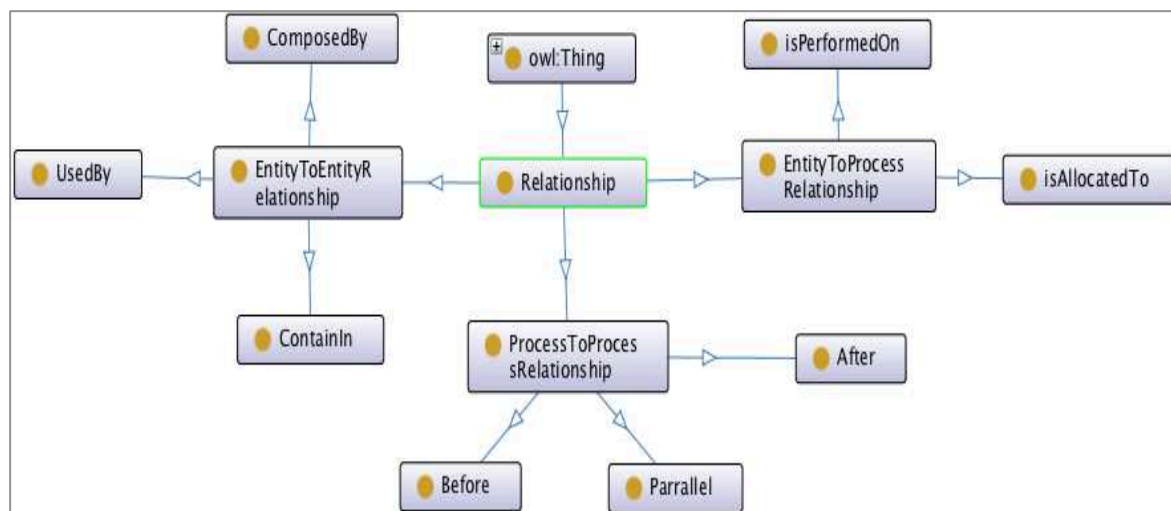 ComposedBy
owl:Thing
isPerformedOn
UsedBy
EntityToEntityR
elationship
Relationship
EntityToProcess
Relationship
isAllocatedTo
ContainIn
ProcessToProces
sRelationship
After
Before
Parrallel